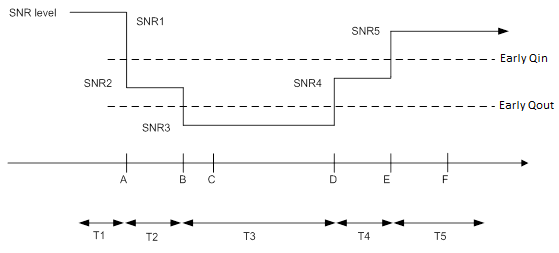 SNR level
SNR1
SNR5
Early Qin
SNR2
SNR4
Early Qout
SNR3
A
B
C
D
E
F
T1
T2
T3
T4
T5